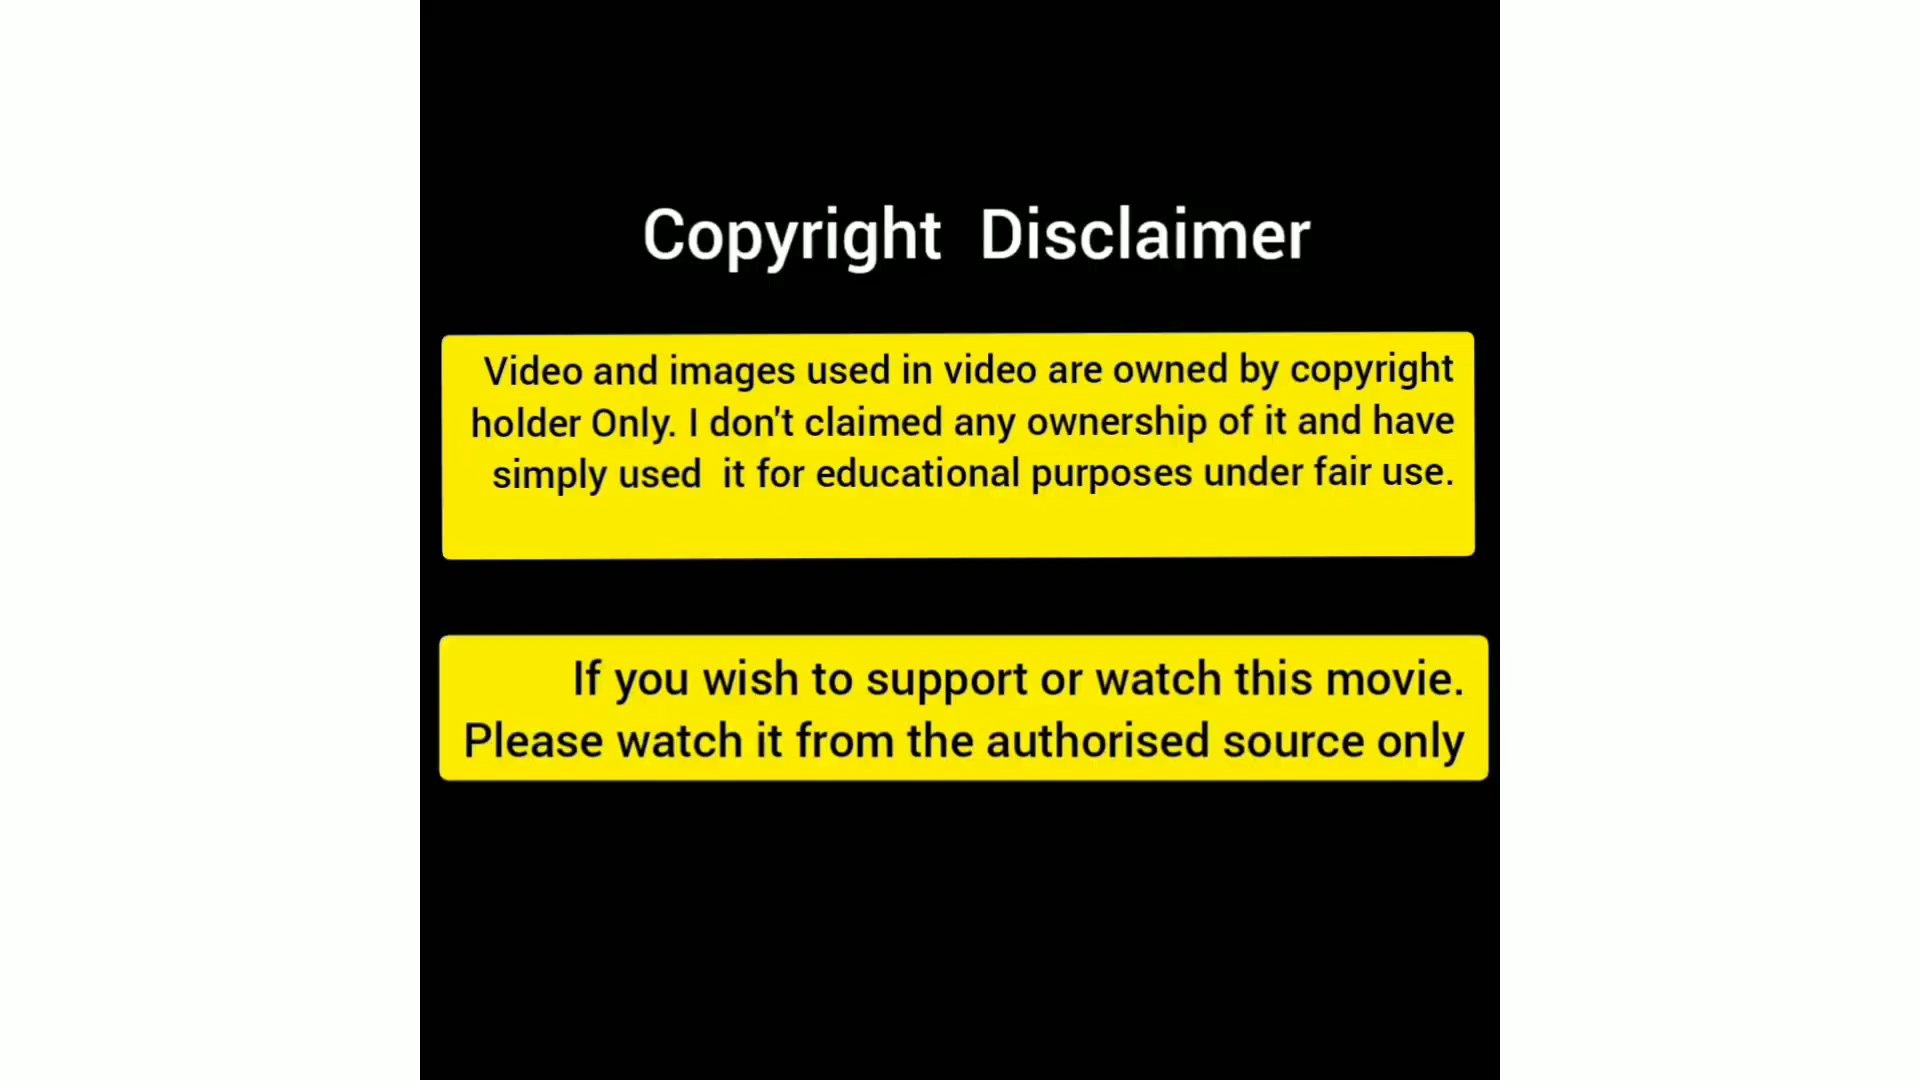 Copyright Disclaimer
Video and images used in video are owned by copyright
holder Only. I don't claimed any ownership of it and have
simply used it for educational purposes under fair use.
If you wish to support or watch this movie.
Please watch it from the authorised source only